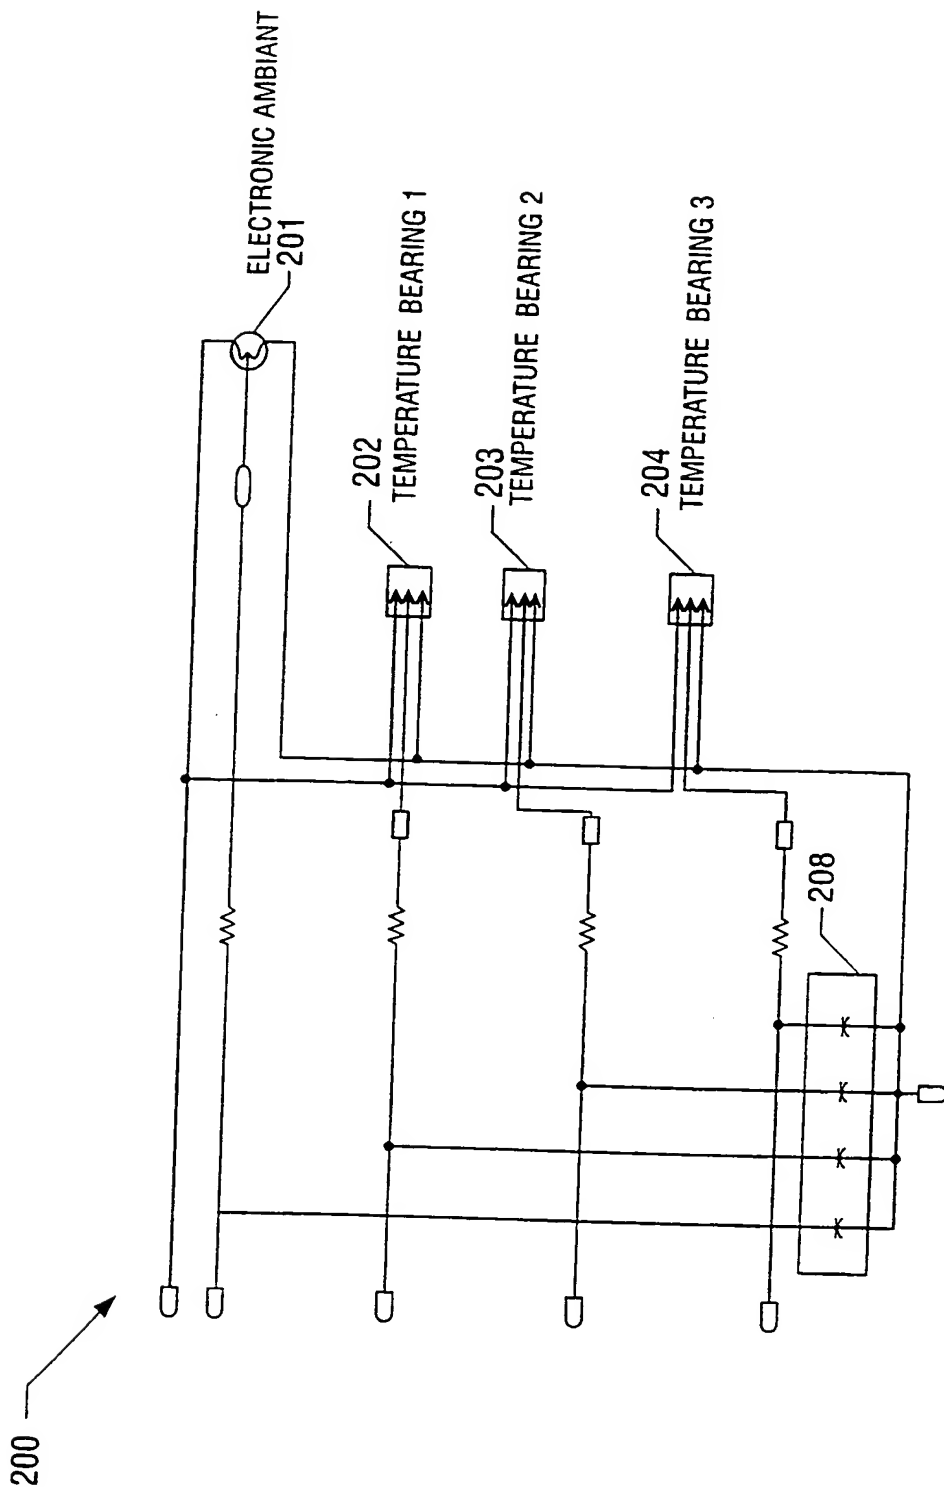 200
ELECTRONIC AMBIANT
201
202
TEMPERATURE BEARING 1
203
TEMPERATURE BEARING 2
204
TEMPERATURE BEARING 3
208